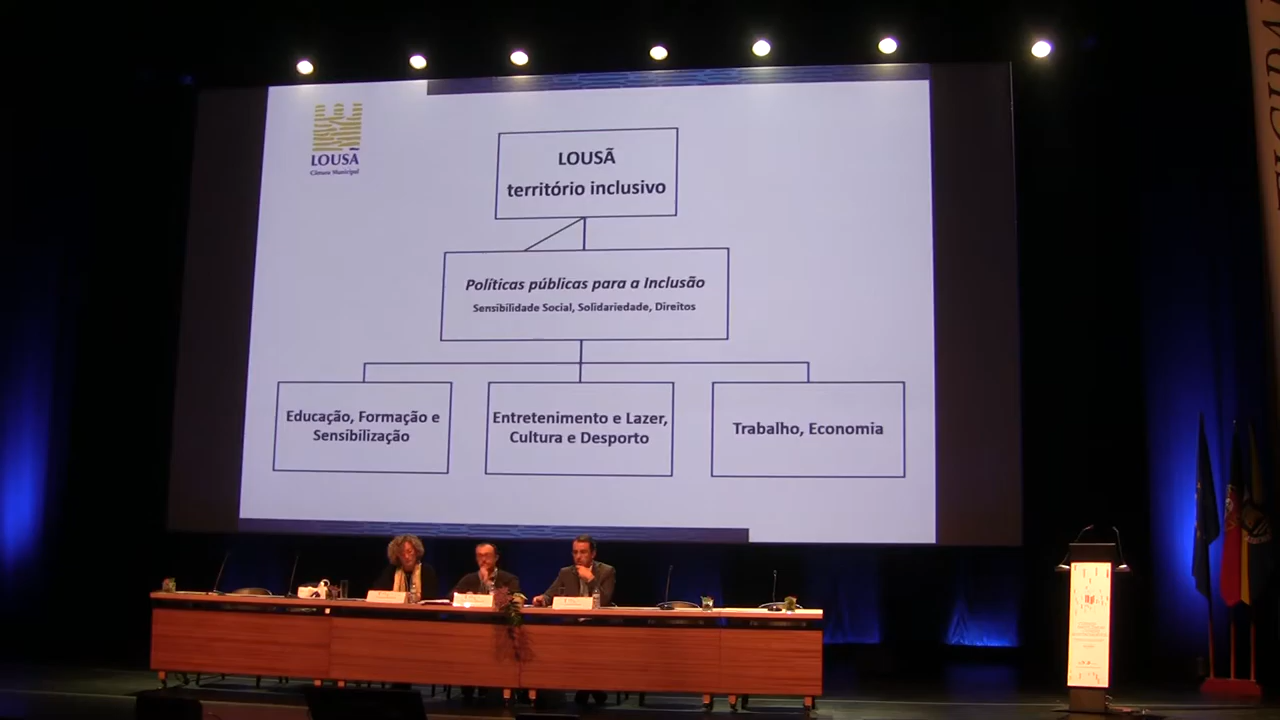 LOUSÃ
Câmara Municipal
LOUSÃ
território inclusivo
Políticas públicas para a Inclusão
Sensibilidade Social, Solidariedade, Direitos
Educação, Formação e
Sensibilização
Entretenimento e Lazer,
Cultura e Desporto
Trabalho, Economia